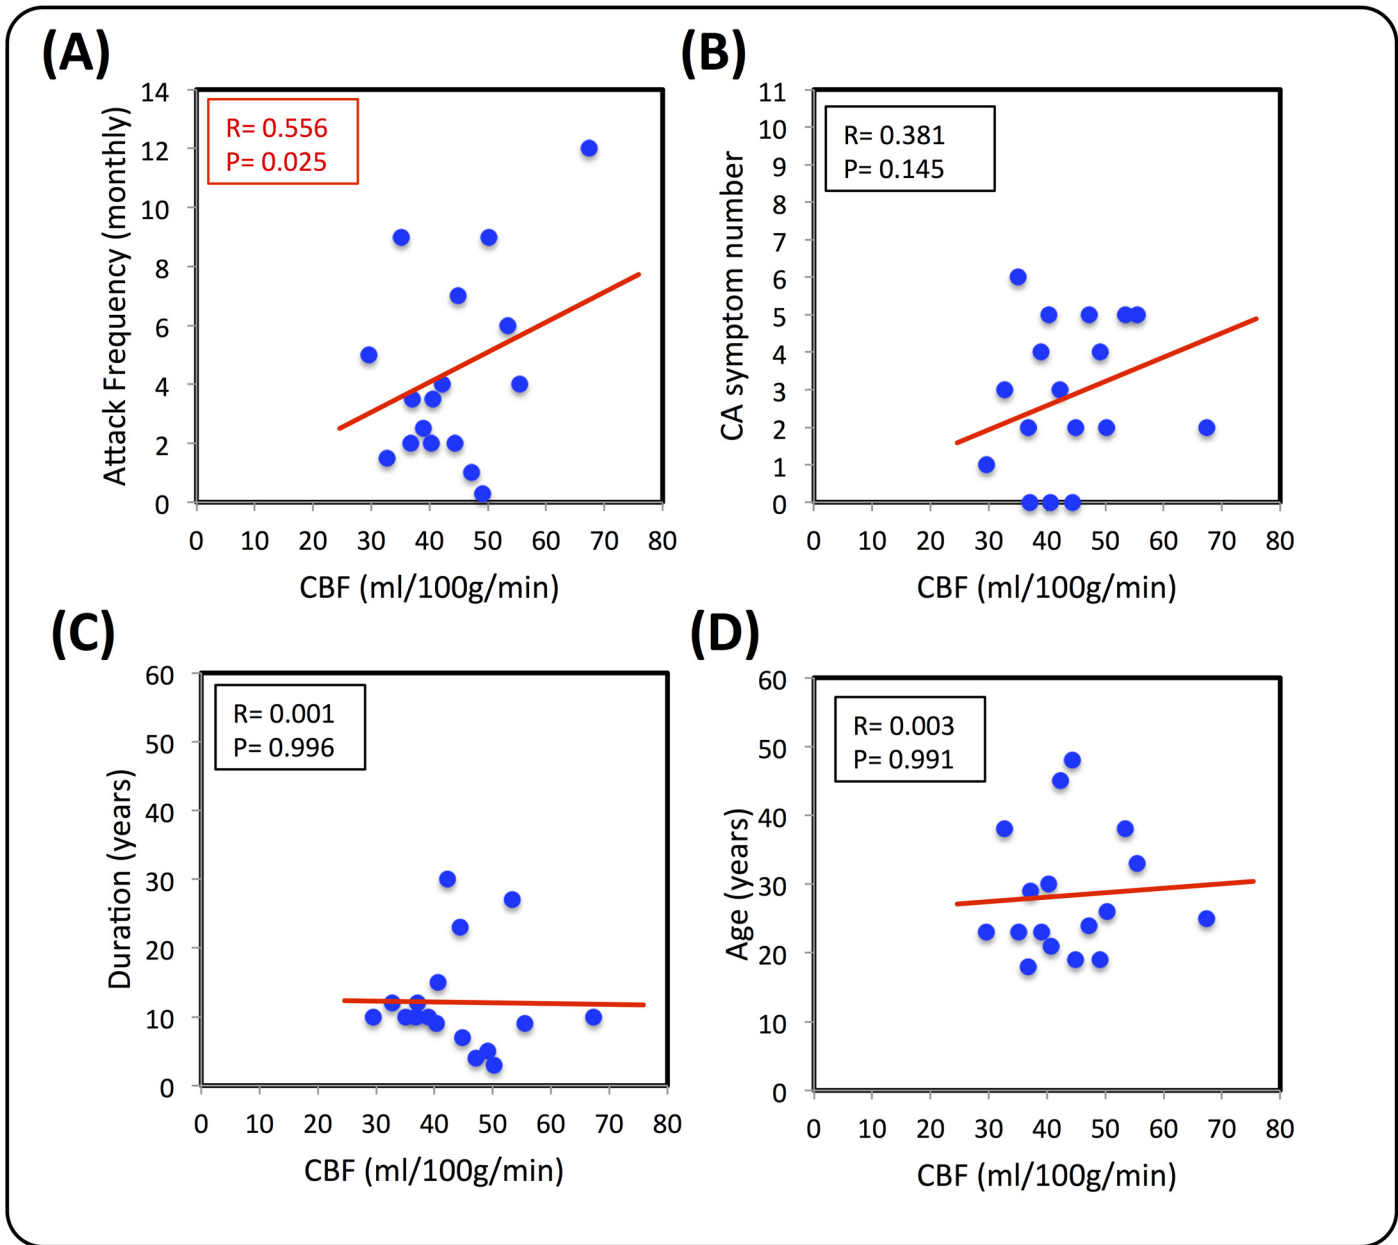 (A)
14
12
10
8
6
4
2
0
Attack Frequency (monthly)
R= 0.556
P= 0.025
0 10 20 30 40 50 60 70 80
CBF (ml/100g/min)
(B)
11
10
9
8
7
6
5
4
3
2
1
0
CA symptom number
R= 0.381
P= 0.145
0 10 20 30 40 50 60 70 80
CBF (ml/100g/min)
(C)
60
50
40
30
20
10
0
Duration (years)
R= 0.001
P= 0.996
0 10 20 30 40 50 60 70 80
CBF (ml/100g/min)
(D)
60
50
40
30
20
10
0
Age (years)
R= 0.003
P= 0.991
0 10 20 30 40 50 60 70 80
CBF (ml/100g/min)